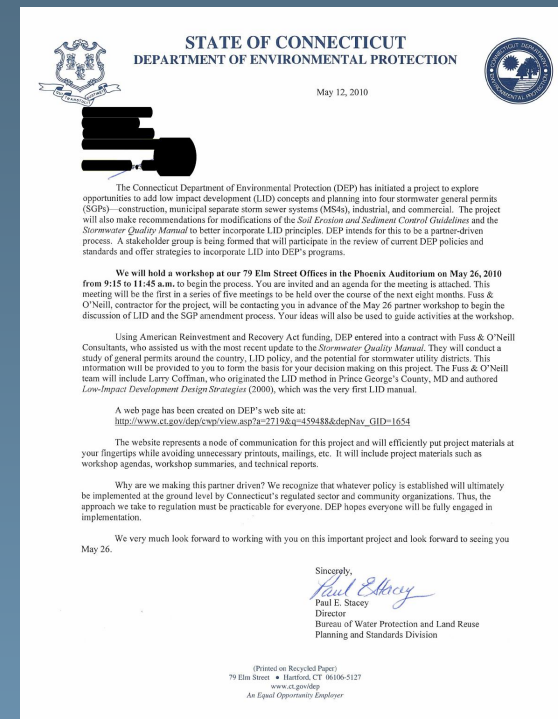 STATE OF CONNECTICUT
DEPARTMENT OF ENVIRONMENTAL PROTECTION
May 12, 2010
The Connecticut Department of Environmental Protection (DEP) has initiated a project to explore
opportunities to add low impact development (LID) concepts and planning into four stormwater general permits
(SGPs)—construction, municipal separate storm sewer systems (MS4s), industrial, and commercial. The project
will also make recommendations for modifications of the Soil Erosion and Sediment Control Guidelines and the
Stormwater Quality Manual to better incorporate LID principles. DEP intends for this to be a partner-driven
process. A stakeholder group is being formed that will participate in the review of current DEP policies and
standards and offer strategies to incorporate LID into DEP's programs.
We will hold a workshop at our 79 Elm Street Offices in the Phoenix Auditorium on May 26, 2010
from 9:15 to 11:45 a.m. to begin the process. You are invited and an agenda for the meeting is attached. This
meeting will be the first in a series of five meetings to be held over the course of the next eight months. Fuss &
O'Neill, contractor for the project, will be contacting you in advance of the May 26 partner workshop to begin the
discussion of LID and the SGP amendment process. Your ideas will also be used to guide activities at the workshop.
Using American Reinvestment and Recovery Act funding, DEP entered into a contract with Fuss & O'Neill
Consultants, who assisted us with the most recent update to the Stormwater Quality Manual. They will conduct a
study of general permits around the country, LID policy, and the potential for stormwater utility districts. This
information will be provided to you to form the basis for your decision making on this project. The Fuss & O'Neill
team will include Larry Coffman, who originated the LID method in Prince George's County, MD and authored
Low-Impact Development Design Strategies (2000), which was the very first LID manual.
A web page has been created on DEP's web site at:
http://www.ct.gov/dep/cwp/view.asp?a=2719&q=459488&depNav_GID=1654
The website represents a node of communication for this project and will efficiently put project materials at
your fingertips while avoiding unnecessary printouts, mailings, etc. It will include project materials such as
workshop agendas, workshop summaries, and technical reports.
Why are we making this partner driven? We recognize that whatever policy is established will ultimately
be implemented at the ground level by Connecticut's regulated sector and community organizations. Thus, the
approach we take to regulation must be practicable for everyone. DEP hopes everyone will be fully engaged in
implementation.
We very much look forward to working with you on this important project and look forward to seeing you
May 26.
Sincerely,
Paul E Stacey
Paul E. Stacey
Director
Bureau of Water Protection and Land Reuse
Planning and Standards Division
(Printed on Recycled Paper)
79 Elm Street • Hartford, CT 06106-5127
www.ct.gov/dep
An Equal Opportunity Employer